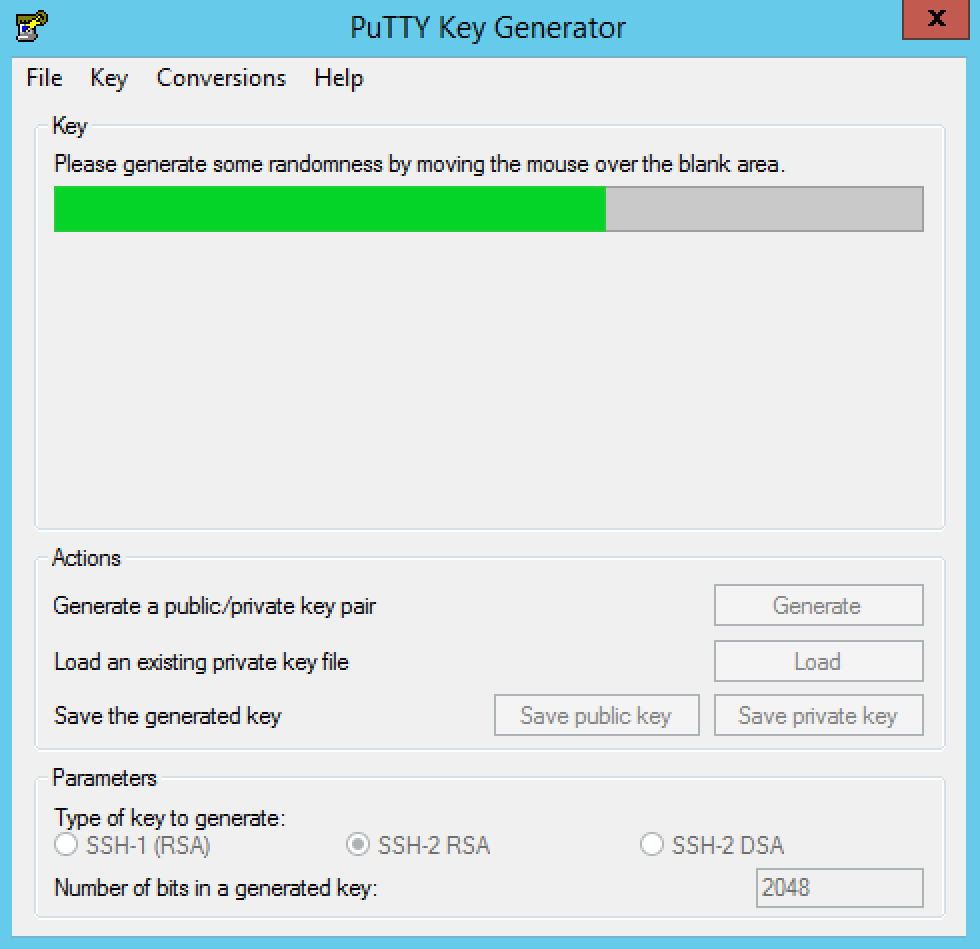 PuTTY Key Generator
X
File Key Conversions Help
Key
Please generate some randomness by moving the mouse over the blank area.
Actions
Generate a public/private key pair
Generate
Load an existing private key file
Load
Save the generated key
Save public key
Save private key
Parameters
Type of key to generate:
SSH-1 (RSA) SSH-2 RSA SSH-2 DSA
Number of bits in a generated key:
2048